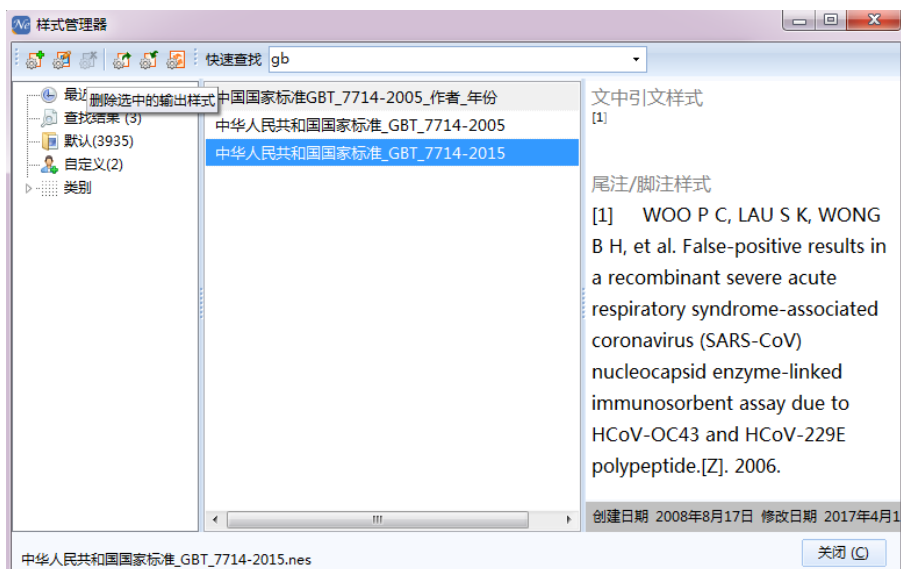 样式管理器
快速查找 gb
删除选中的输出样式
查找结果 (3)
默认(3935)
自定义(2)
类别
中国国家标准GBT_7714-2005_作者_年份
中华人民共和国国家标准_GBT_7714-2005
中华人民共和国国家标准_GBT_7714-2015
文中引文样式
[1]
尾注/脚注样式
[1] WOO P C, LAU S K, WONG
B H, et al. False-positive results in
a recombinant severe acute
respiratory syndrome-associated
coronavirus (SARS-CoV)
nucleocapsid enzyme-linked
immunosorbent assay due to
HCoV-OC43 and HCoV-229E
polypeptide.[Z]. 2006.
创建日期 2008年8月17日 修改日期 2017年4月1
中华人民共和国国家标准_GBT_7714-2015.nes
关闭 (C)